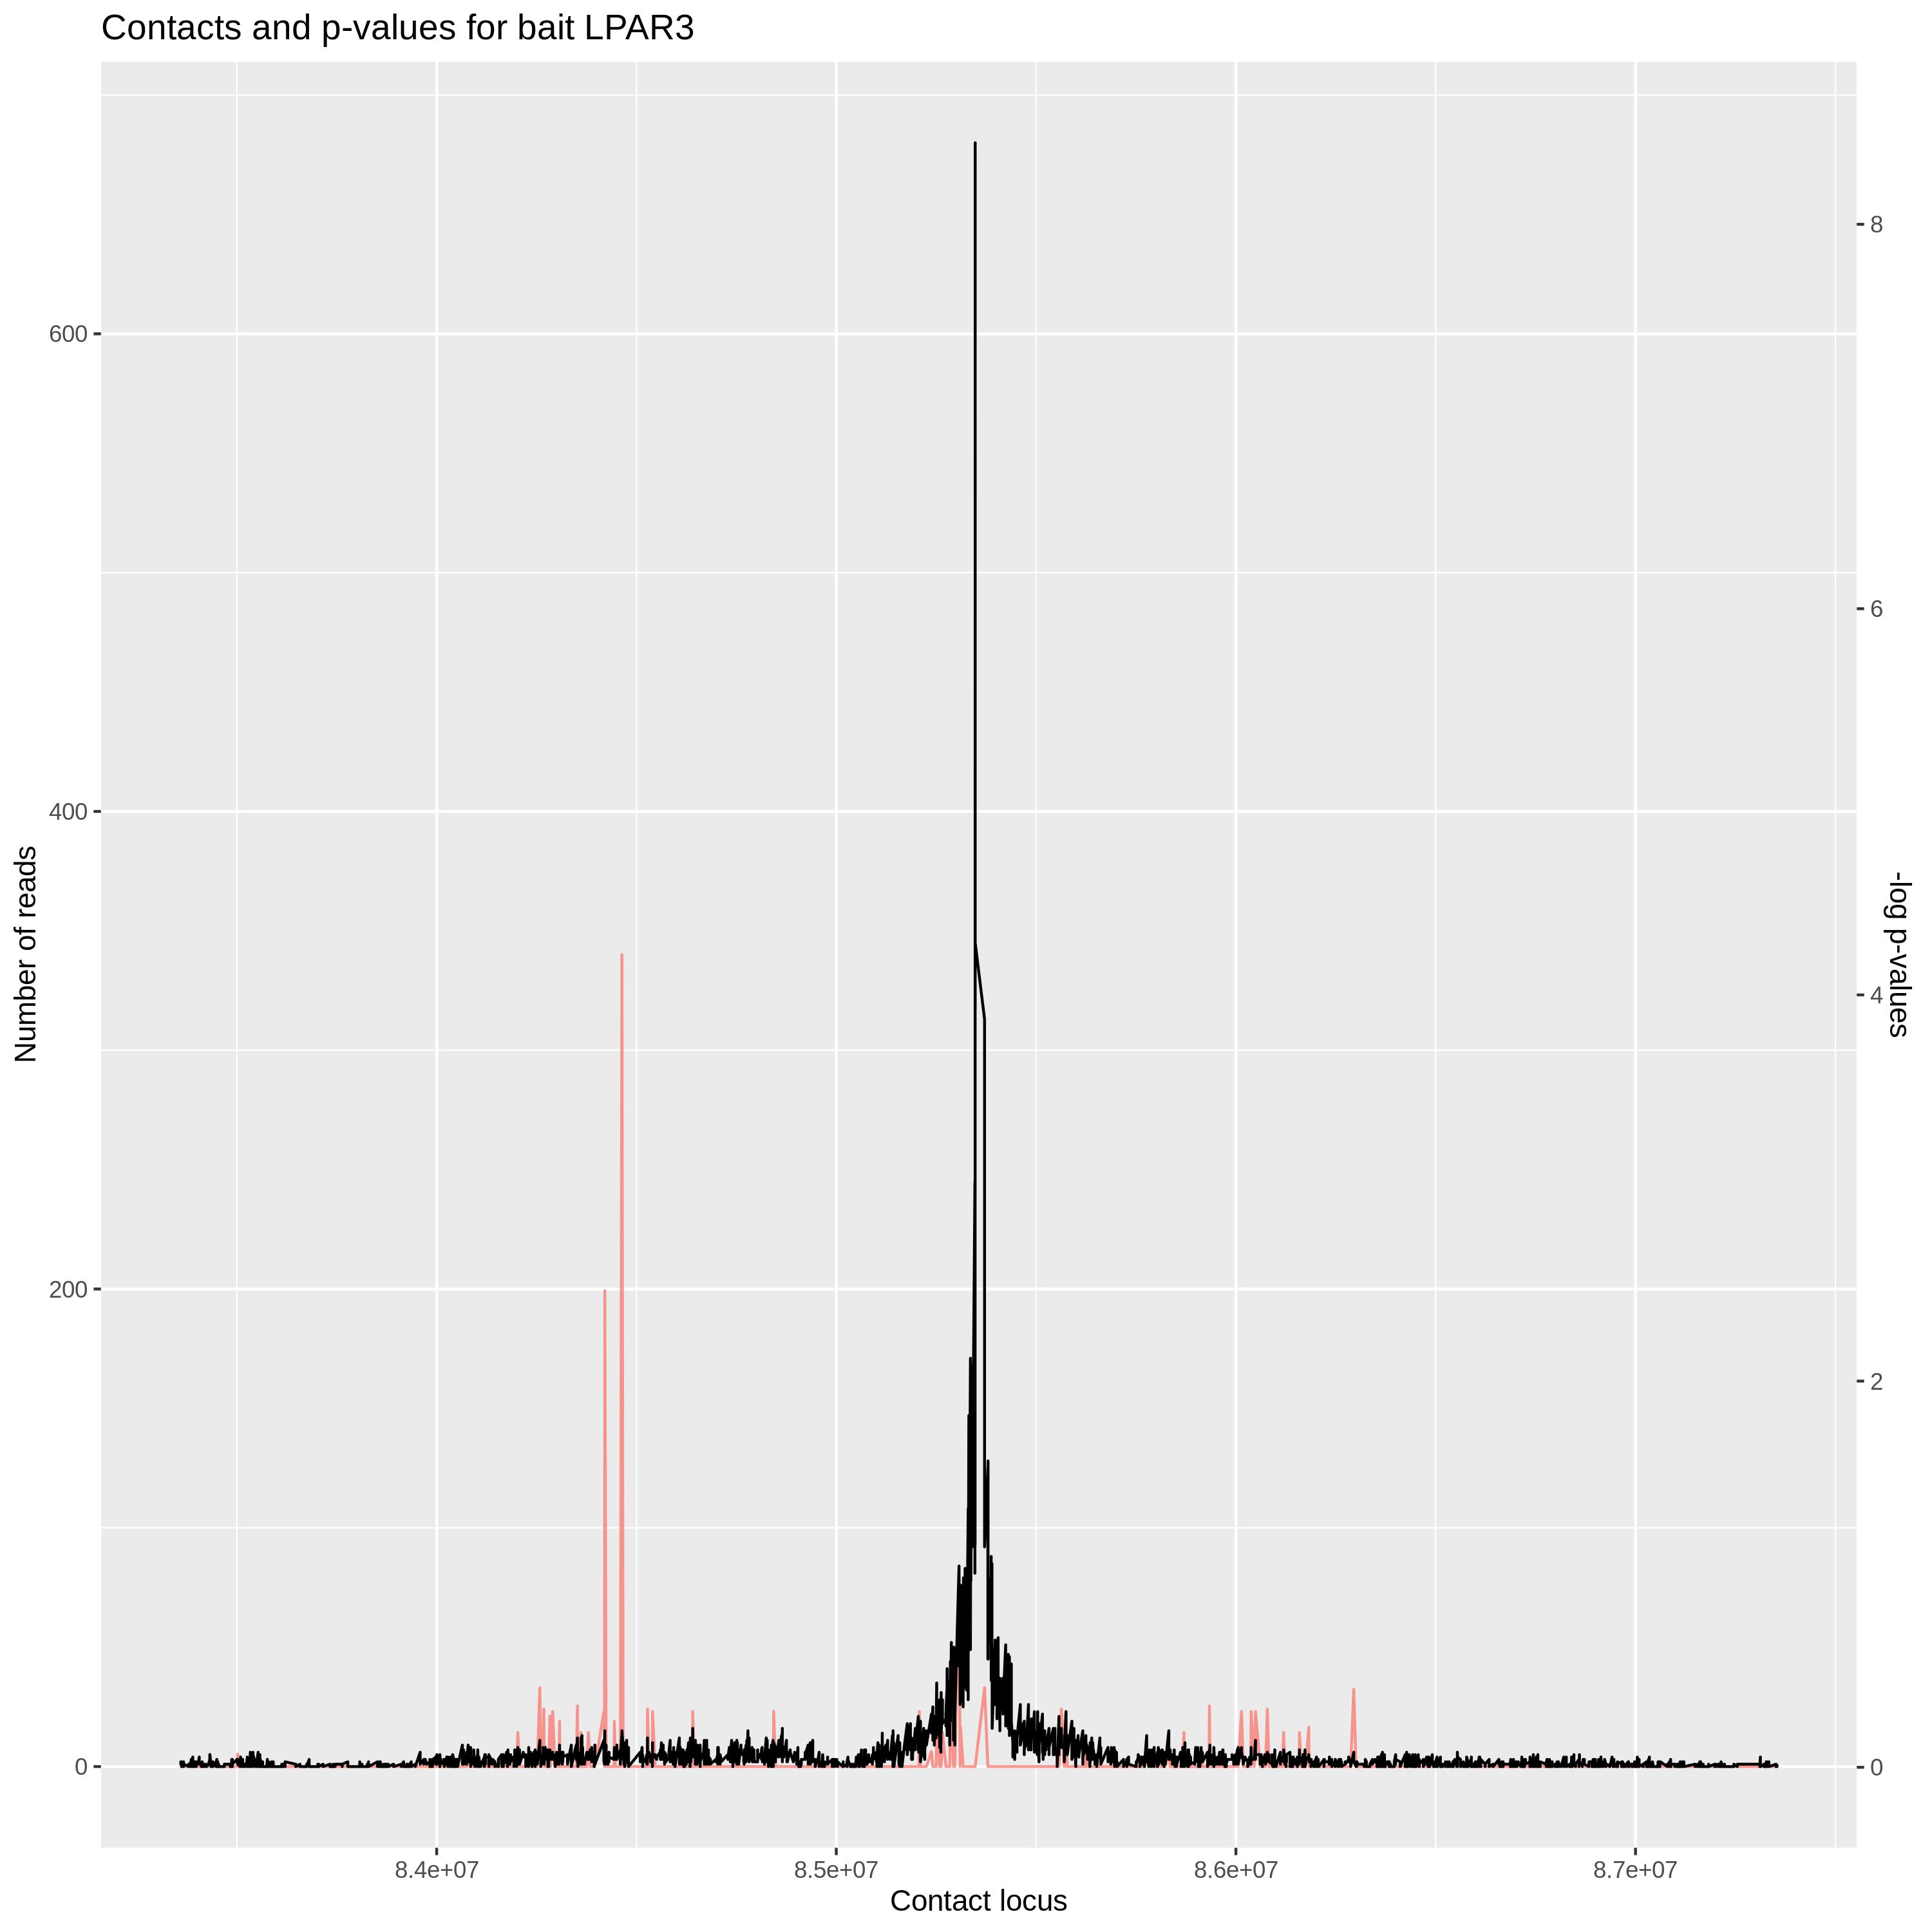 Contacts and p-values for bait LPAR3
Number of reads
600
400
200
0
8
6
4
2
0
-log p-values
8.4e+07
8.5e+07
8.6e+07
8.7e+07
Contact locus